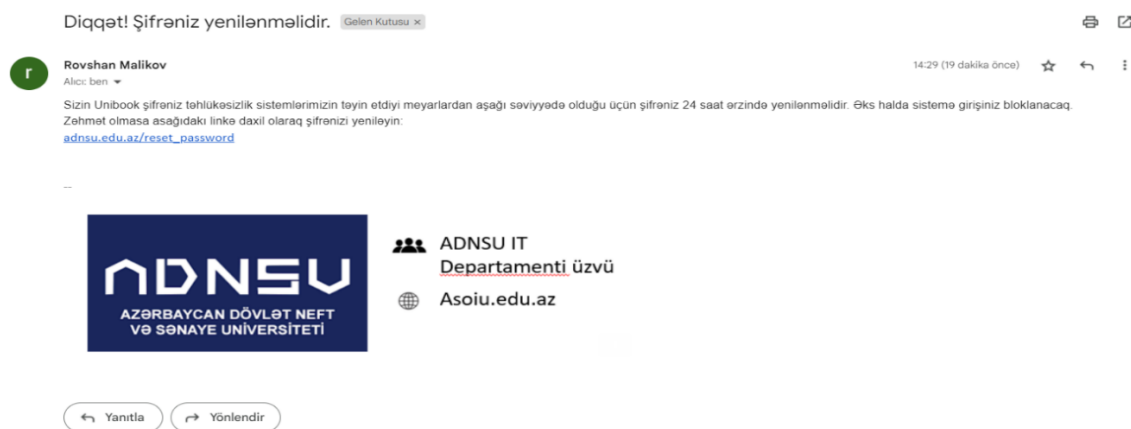 Diqqət! Şifrəniz yenilənməlidir. Gelen Kutusu ×
r
Rovshan Malikov
14:29 (19 dakika önce)
Alıcı: ben
Sizin Unibook şifrəniz təhlükəsizlik sistemlərimizin təyin etdiyi meyarlardan aşağı səviyyədə olduğu üçün şifrəniz 24 saat ərzində yenilənməlidir. Əks halda sistemə girişiniz bloklanacaq.
Zəhmət olmasa asağıdakı linkə daxil olaraq şifrənizi yeniləyin:
adnsu.edu.az/reset_password
--
ADNSU
AZƏRBAYCAN DÖVLƏT NEFT
VƏ SƏNAYE UNİVERSİTETİ
ADNSU IT
Departamenti üzvü
Asoiu.edu.az
Yanıtla
Yönlendir